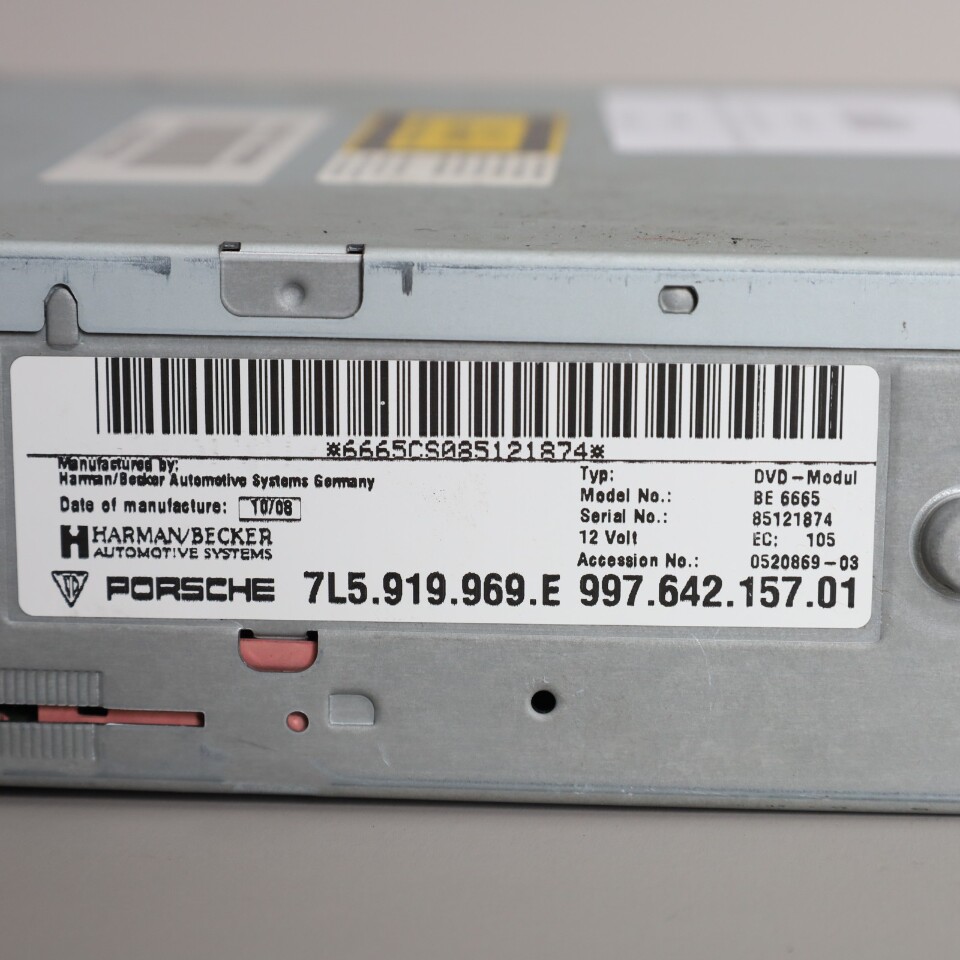 *6665CS085121874*
Manufactured by:
Harman/Becker Automotive Systems Germany
Date of manufacture: 10/08
HARMAN/BECKER
AUTOMOTIVE SYSTEMS
Typ: DVD-Modul
Model No.: BE 6665
Serial No.: 85121874
12 Volt EC: 105
Accession No.: 0520869-03
PORSCHE 7L5.919.969.E 997.642.157.01